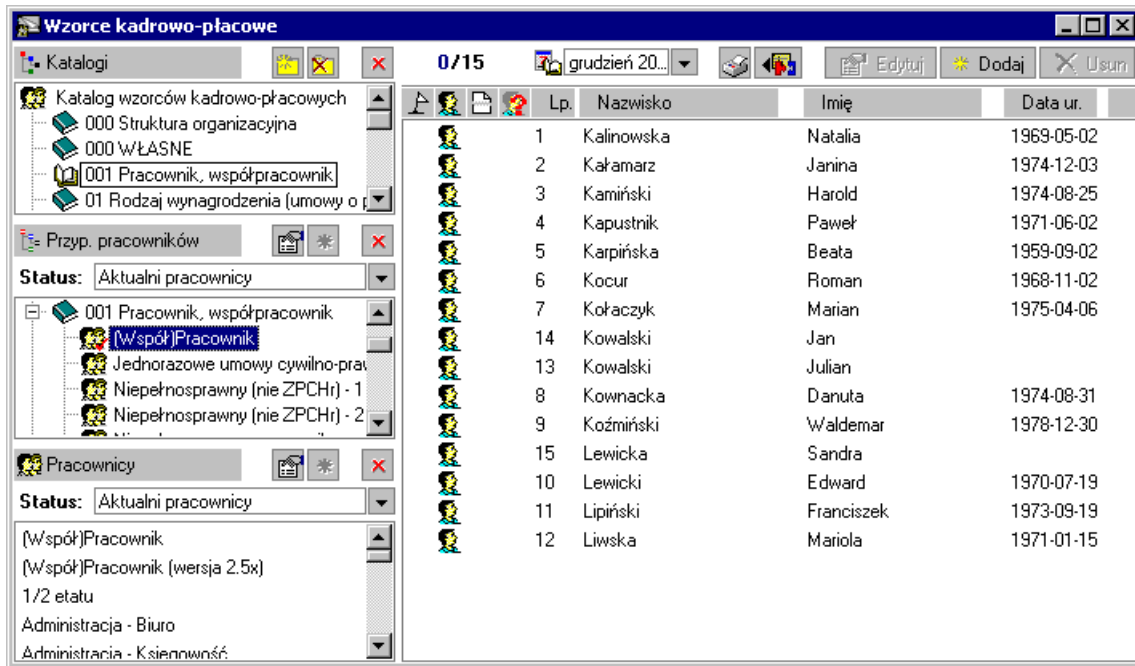 Wzorce kadrowo-płacowe
Katalogi
0/15
grudzień 20...
Edytuj
Dodaj
Usun
Katalog wzorców kadrowo-płacowych
000 Struktura organizacyjna
000 WŁASNE
001 Pracownik, współpracownik
01 Rodzaj wynagrodzenia (umowy o p
Przyp. pracowników
Status: Aktualni pracownicy
001 Pracownik, współpracownik
(Współ)Pracownik
Jednorazowe umowy cywilno-praw
Niepełnosprawny (nie ZPCHr) - 1
Niepełnosprawny (nie ZPCHr) - 2
Pracownicy
Status: Aktualni pracownicy
(Współ)Pracownik
(Współ)Pracownik (wersja 2.5x)
1/2 etatu
Administracja - Biuro
Administracja - Księgowość
Lp. Nazwisko Imię Data ur.
1 Kalinowska Natalia 1969-05-02
2 Kałamarz Janina 1974-12-03
3 Kamiński Harold 1974-08-25
4 Kapustnik Paweł 1971-06-02
5 Karpińska Beata 1959-09-02
6 Kocur Roman 1968-11-02
7 Kołaczyk Marian 1975-04-06
14 Kowalski Jan
13 Kowalski Julian
8 Kownacka Danuta 1974-08-31
9 Koźmiński Waldemar 1978-12-30
15 Lewicka Sandra
10 Lewicki Edward 1970-07-19
11 Lipiński Franciszek 1973-09-19
12 Liwska Mariola 1971-01-15